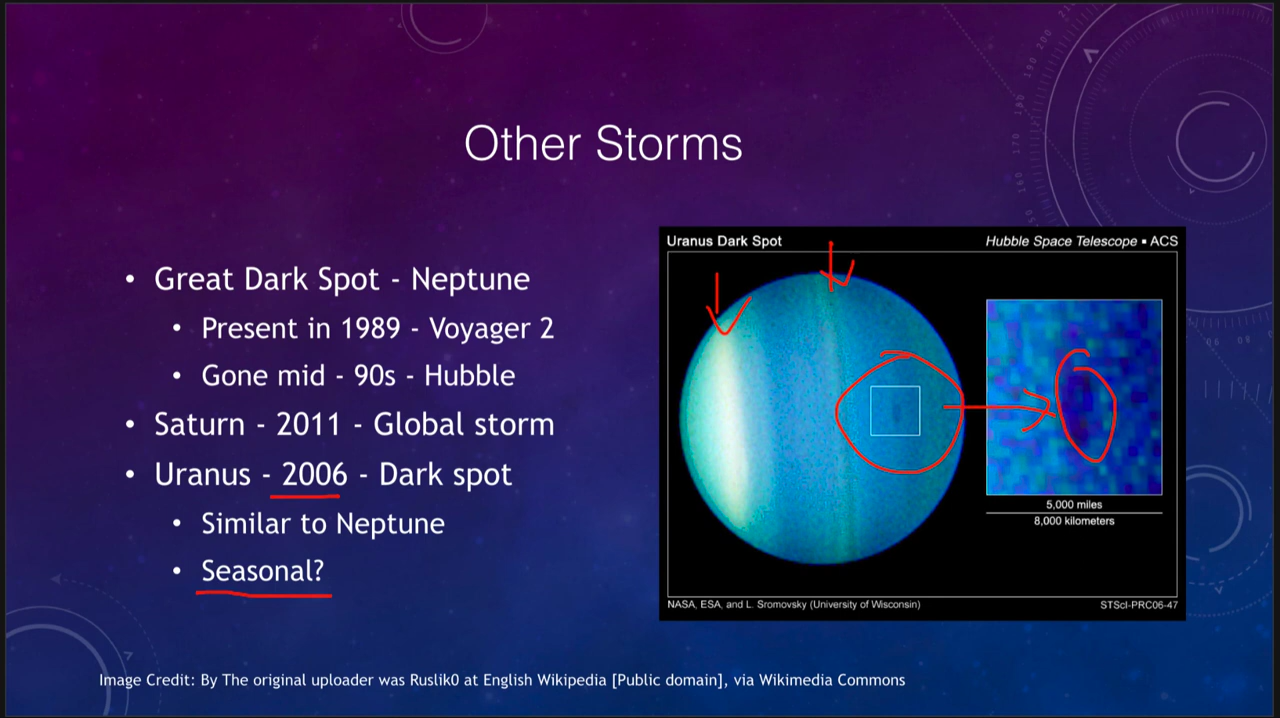 Other Storms
• Great Dark Spot - Neptune
• Present in 1989 - Voyager 2
• Gone mid - 90s - Hubble
• Saturn - 2011 - Global storm
• Uranus - 2006 - Dark spot
• Similar to Neptune
• Seasonal?
Uranus Dark Spot
Hubble Space Telescope ▪ ACS
5,000 miles
8,000 kilometers
NASA, ESA, and L. Sromovsky (University of Wisconsin)
STScI-PRC06-47
Image Credit: By The original uploader was Ruslik0 at English Wikipedia [Public domain], via Wikimedia Commons